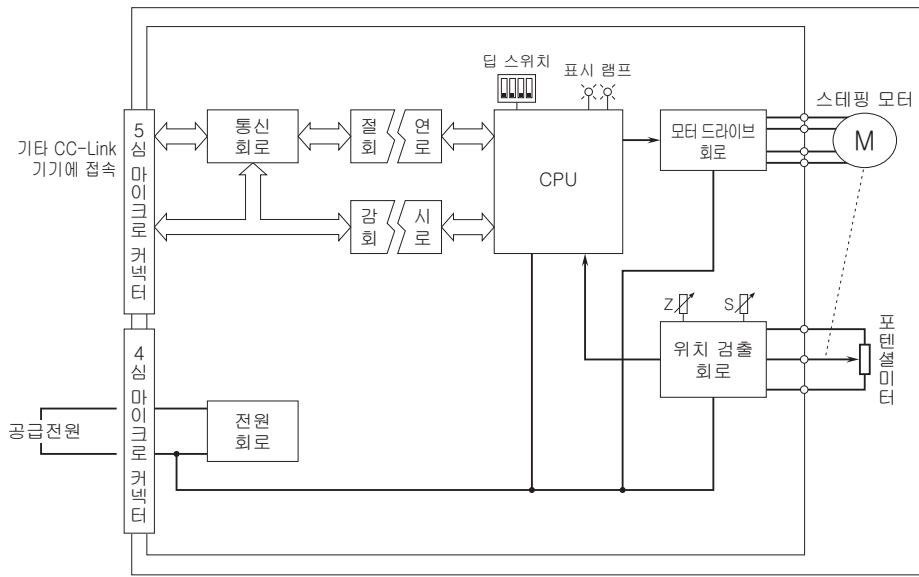 딥 스위치
표시 램프
스테핑 모터
기타 CC-Link
기기에 접속
5심 마이크로 커넥터
통신
회로
절 연
회 로
CPU
모터 드라이브
회로
M
감 시
회 로
Z
S
위치 검출
회로
포텐셜미터
4심 마이크로 커넥터
공급전원
전원
회로